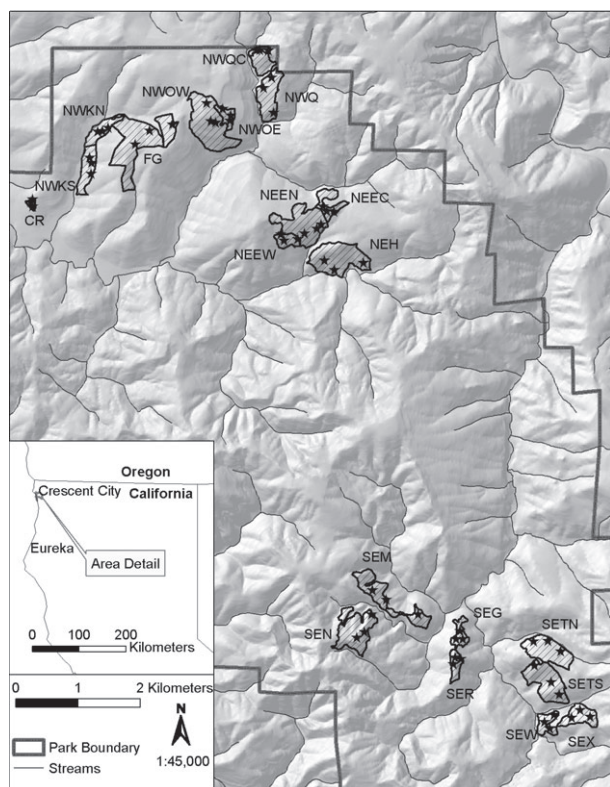 NWQC
NWOW
NWQ
NWKN
NWOE
FG
NWKS
CR
NEEN
NEEC
NEEW
NEH
Oregon
Crescent City
California
Eureka
Area Detail
0 100 200
Kilometers
0 1 2 Kilometers
N
Park Boundary
1:45,000
Streams
SEM
SEG
SEN
SETN
SER
SETS
SEW
SEX